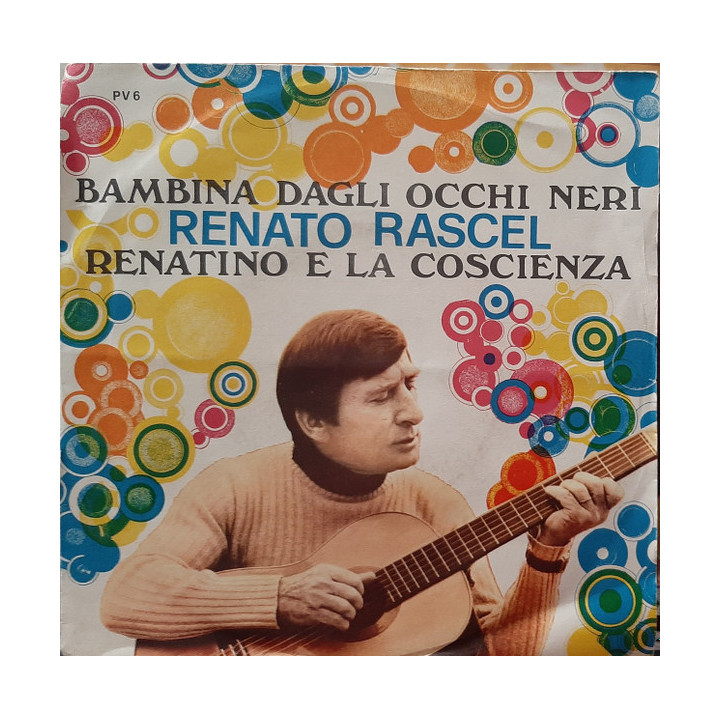 PV6
BAMBINA DAGLI OCCHI NERI
RENATO RASCEL
RENATINO E LA COSCIENZA